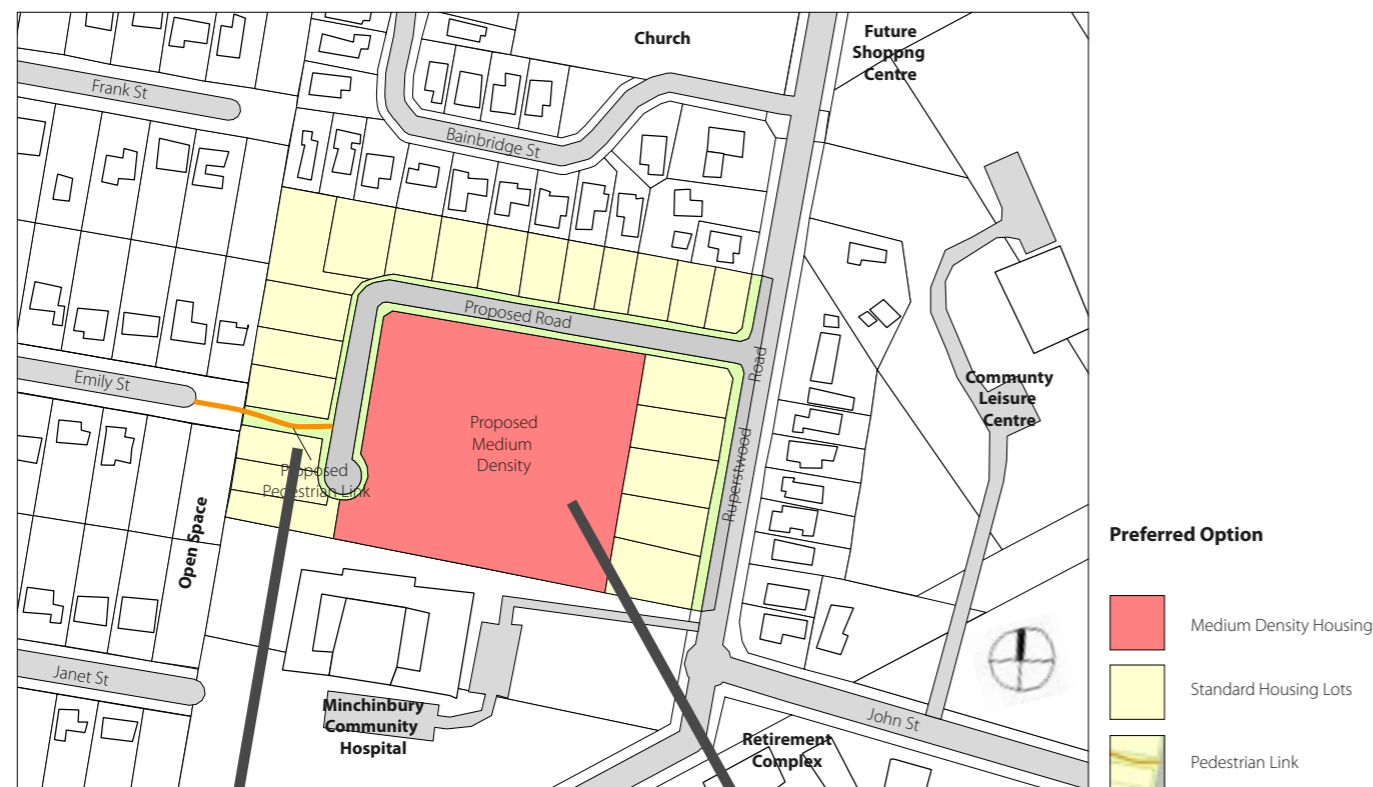 Church
Future
Shoppng
Centre
Frank St
Bainbridge St
Proposed Road
Road
Emily St
Communty
Leisure
Centre
Proposed
Medium
Density
Proposed
Pedestrian Link
Ruperstwood
Open Space
Preferred Option
Medium Density Housing
Janet St
Standard Housing Lots
Minchinbury
Community
Hospital
John St
Retirement
Complex
Pedestrian Link